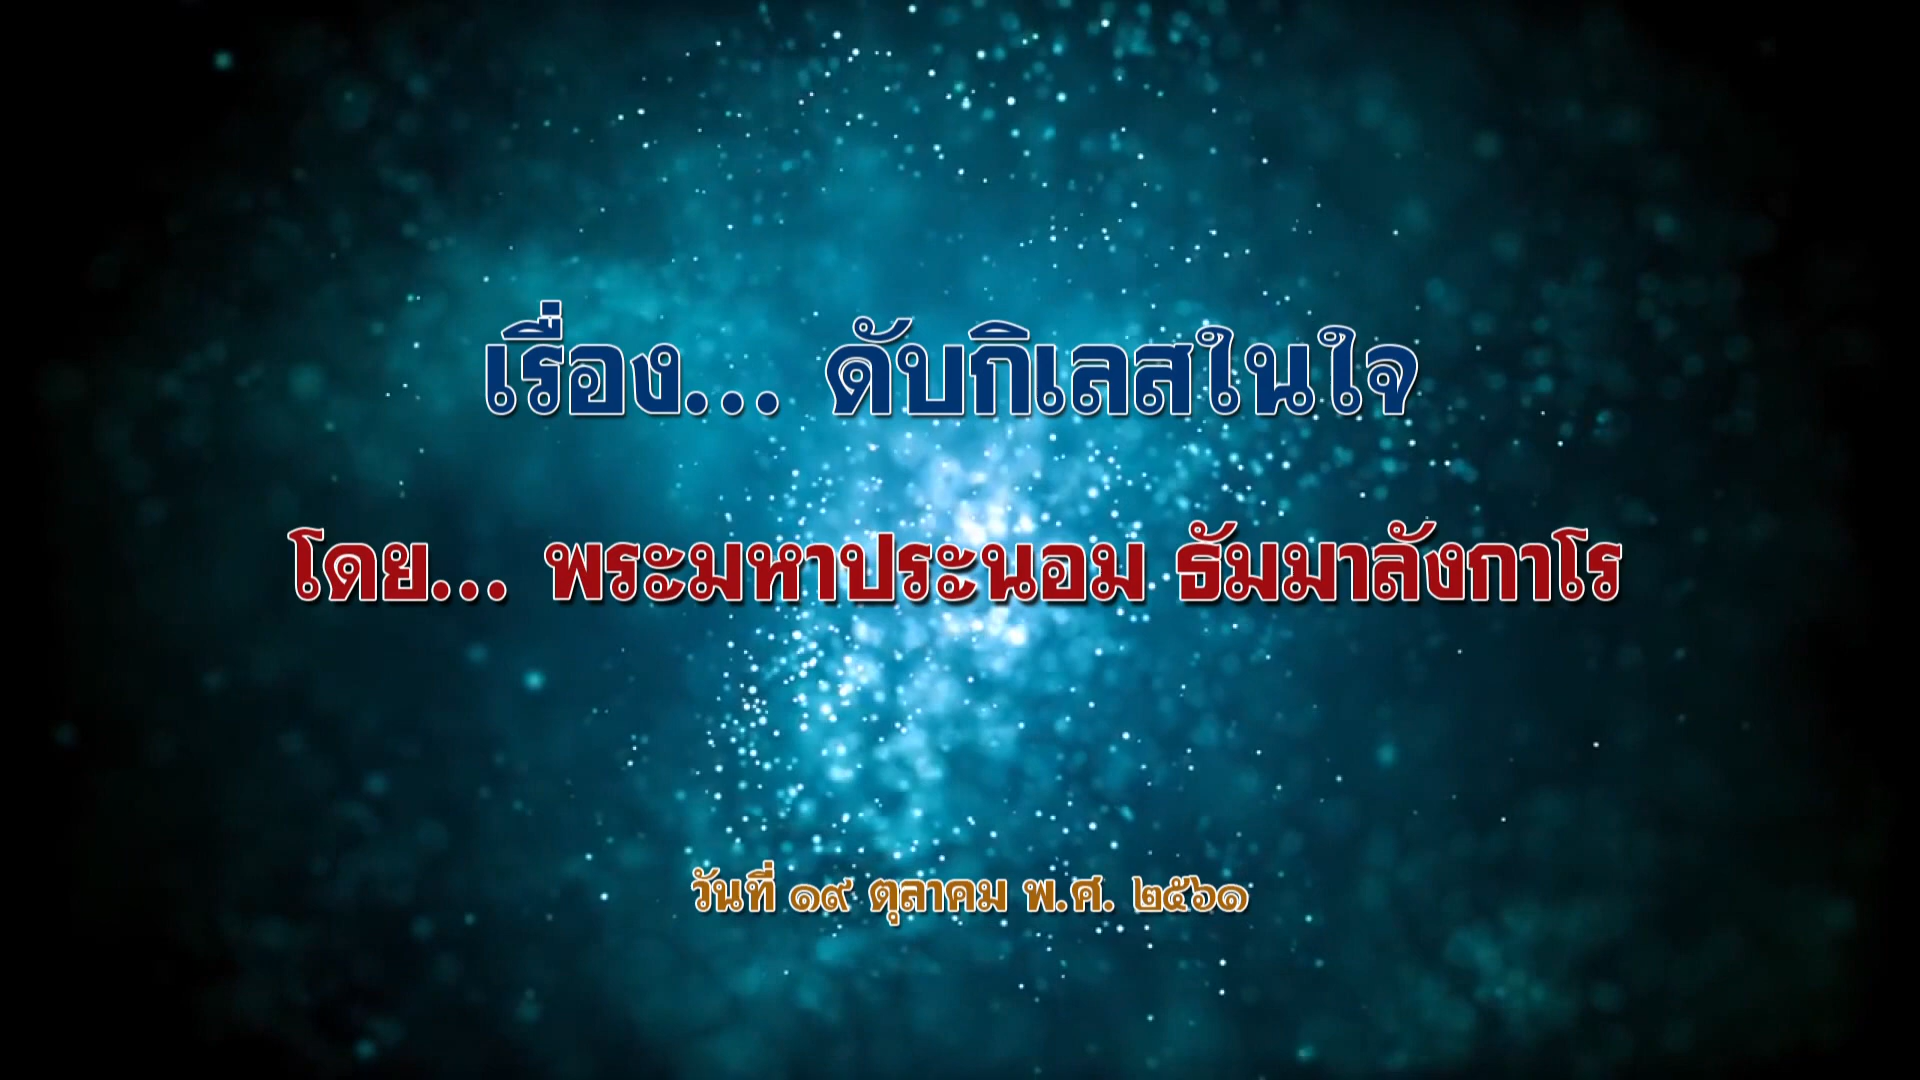 เรื่อง... ดับกิเลสในใจ
โดย... พระมหาประนอม ธัมมาลังกาโร
วันที่ ๑๙ ตุลาคม พ.ศ. ๒๕๖๑